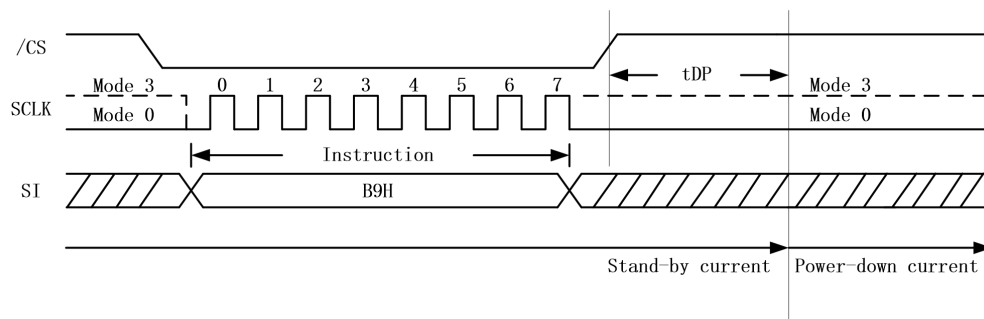 /CS
Mode 3 0 1 2 3 4 5 6 7 tDP Mode 3
SCLK
Mode 0 Mode 0
Instruction
SI B9H
Stand-by current Power-down current